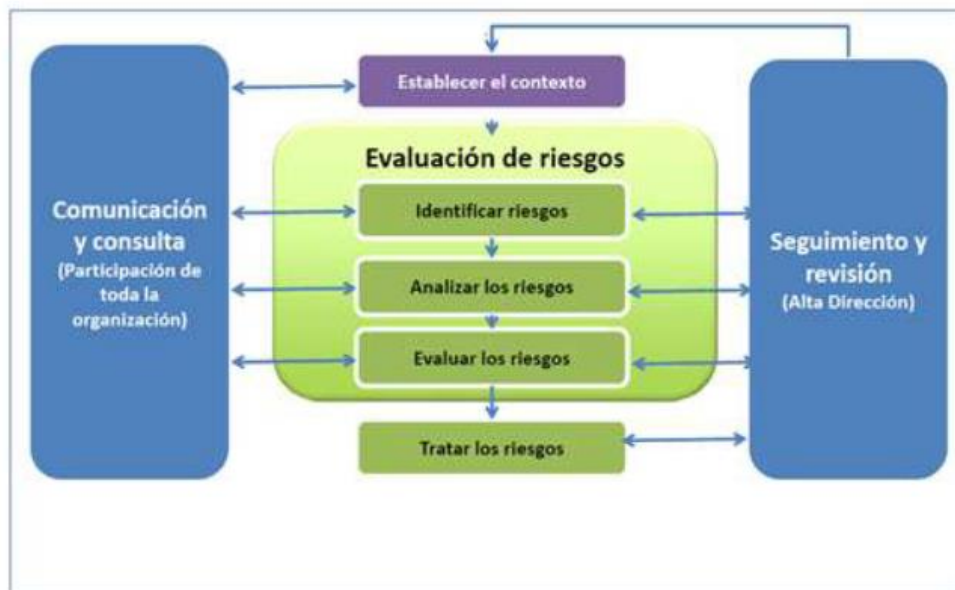 Establecer el contexto
Evaluación de riesgos
Identificar riesgos
Analizar los riesgos
Evaluar los riesgos
Tratar los riesgos
Comunicación
y consulta
(Participación de
toda la
organización)
Seguimiento y
revisión
(Alta Dirección)